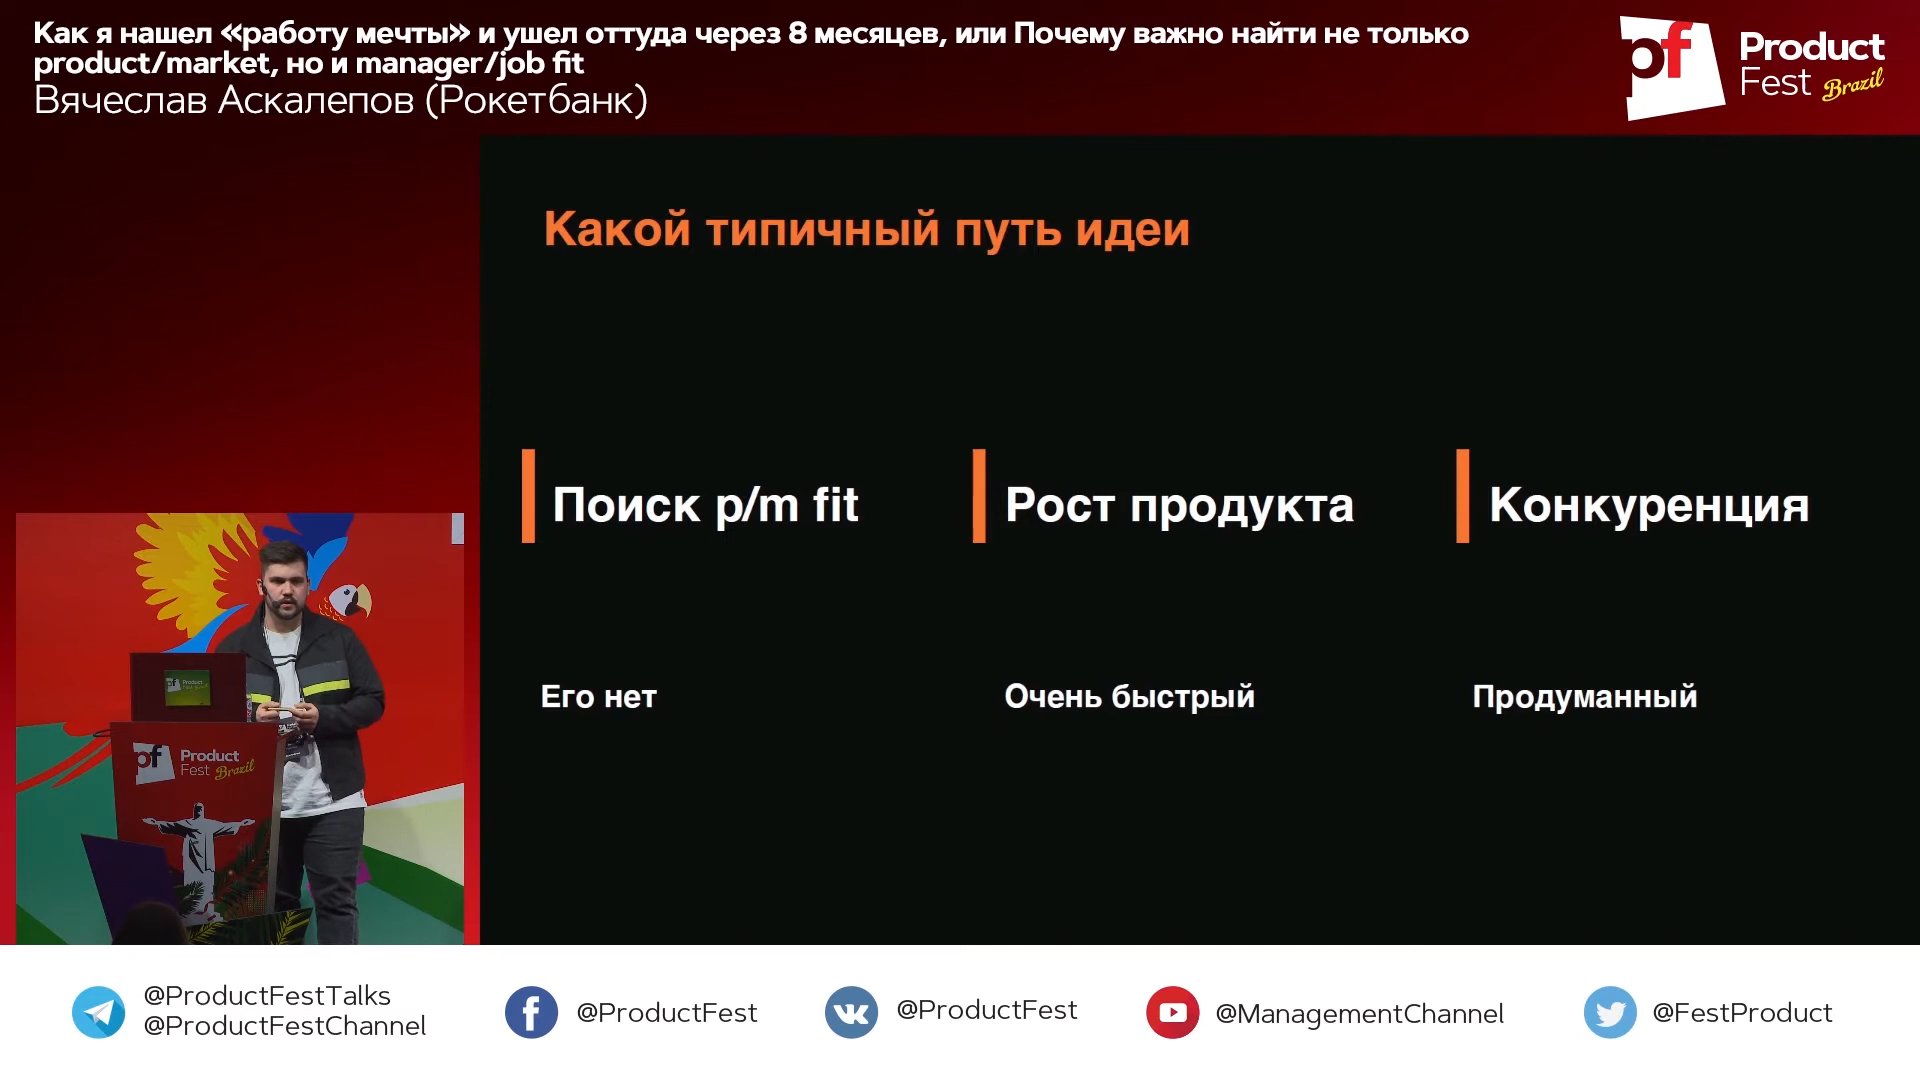 Как я нашел «работу мечты» и ушел оттуда через 8 месяцев, или Почему важно найти не только
product/market, но и manager/job fit
Вячеслав Аскалепов (Рокетбанк)
pf
Product
Fest Brazil
Какой типичный путь идеи
Поиск p/m fit
Рост продукта
Конкуренция
Его нет
Очень быстрый
Продуманный
pf Product
pf
Product
Fest Brazil
@ProductFestTalks
@ProductFestChannel
@ProductFest
@ProductFest
@ManagementChannel
@FestProduct